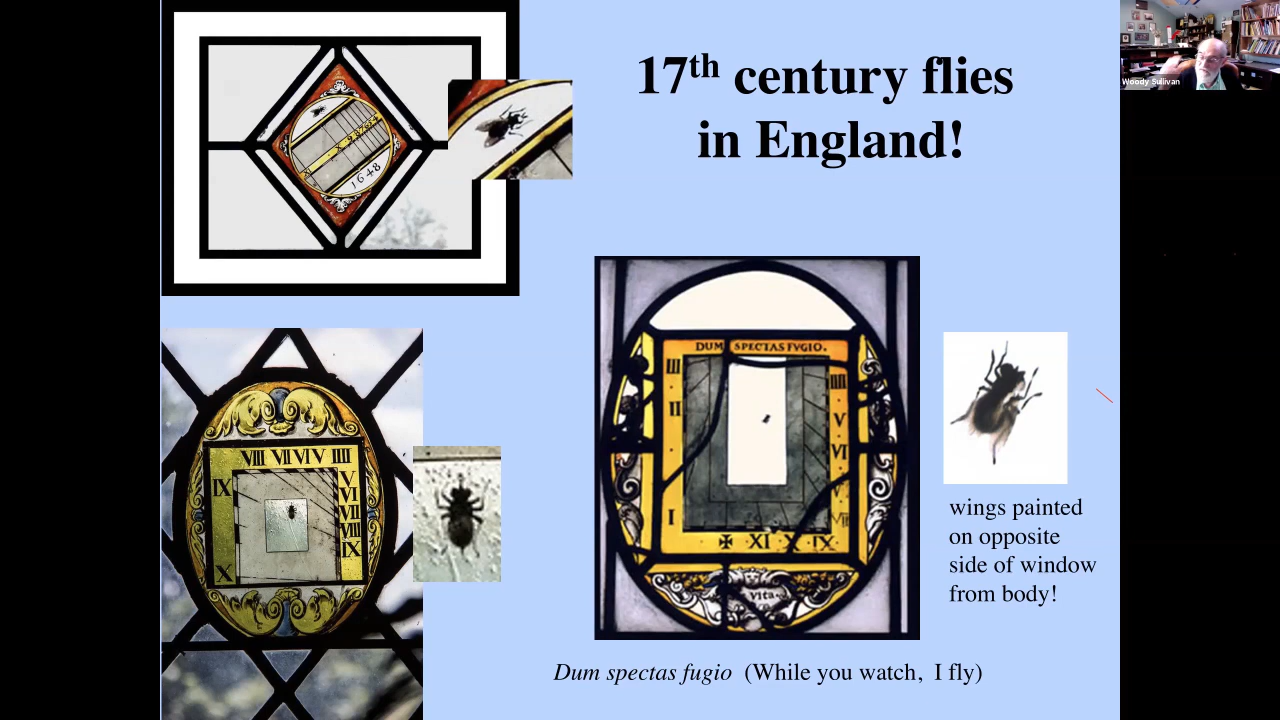 17th century flies
in England!
Woody Sullivan
1648
DUM SPECTAS FVGIO.
III
IIII
II
V
VI
I
XI X IX
vita
VIII VII VI V IIII
IX
V
VI
VII
VIII
IX
X
wings painted
on opposite
side of window
from body!
Dum spectas fugio (While you watch, I fly)